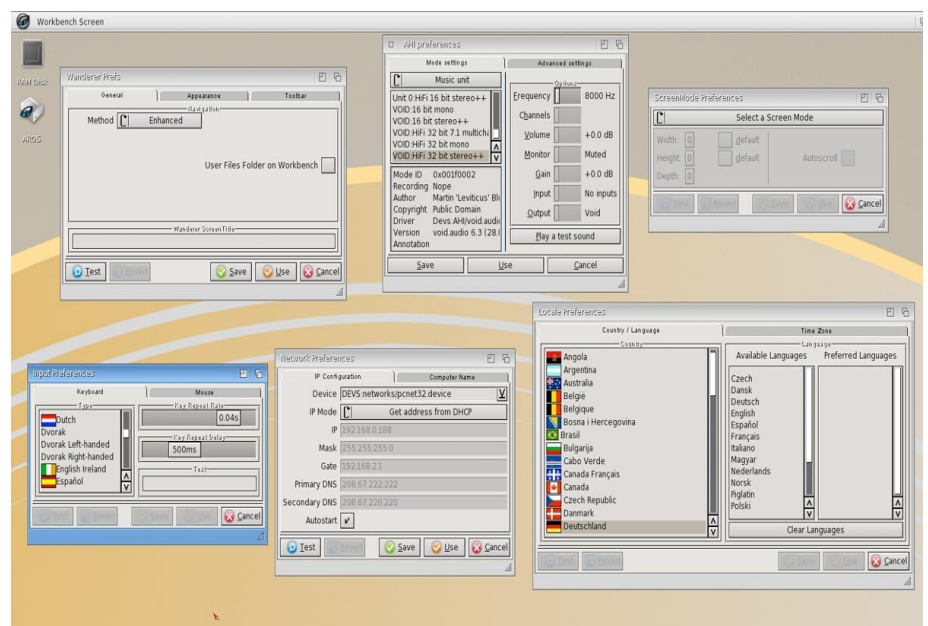 Workbench Screen
RAM Disk
AROS
Wanderer Prefs
General
Appearance
Toolbar
Navigation
Method
Enhanced
User Files Folder on Workbench
Wanderer ScreenTitle
Test
Revert
Save
Use
Cancel
AHI preferences
Mode settings
Advanced settings
Music unit
Unit 0:HiFi 16 bit stereo++
VOID:16 bit mono
VOID:16 bit stereo++
VOID:HiFi 32 bit 7.1 multicha
VOID:HiFi 32 bit mono
VOID:HiFi 32 bit stereo++
Mode ID 0x001f0002
Recording Nope
Author Martin 'Leviticus' Blo
Copyright Public Domain
Driver Devs:AHI/void.audio
Version void.audio 6.3 (28.0
Annotation
Options
Frequency 8000 Hz
Channels
Volume +0.0 dB
Monitor Muted
Gain +0.0 dB
Input No inputs
Output Void
Play a test sound
Save
Use
Cancel
ScreenMode Preferences
Select a Screen Mode
Width: 0 default
Height: 0 default
Autoscroll
Depth: 0
Test
Revert
Save
Use
Cancel
Input Preferences
Keyboard
Mouse
Type
Dutch
Dvorak
Dvorak Left-handed
Dvorak Right-handed
English Ireland
Español
Key Repeat Rate
0.04s
Key Repeat Delay
500ms
Test
Test
Revert
Save
Use
Cancel
Network Preferences
IP Configuration
Computer Name
Device DEVS:networks/pcnet32.device
IP Mode Get address from DHCP
IP 192.168.0.188
Mask 255.255.255.0
Gate 192.168.2.1
Primary DNS 208.67.222.222
Secondary DNS 208.67.220.220
Autostart
Test
Revert
Save
Use
Cancel
Locale Preferences
Country / Language
Time Zone
Country
Angola
Argentina
Australia
België
Belgique
Bosna i Hercegovina
Brasil
Bulgarija
Cabo Verde
Canada Français
Canada
Czech Republic
Danmark
Deutschland
Language
Available Languages
Preferred Languages
Czech
Dansk
Deutsch
English
Español
Français
Italiano
Magyar
Nederlands
Norsk
Piglatin
Polski
Clear Languages
Test
Revert
Save
Use
Cancel